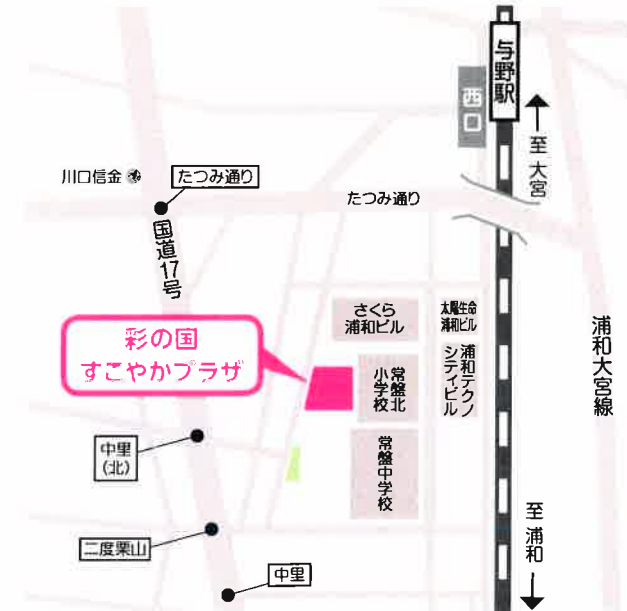 与野駅
西口
至 大宮
川口信金
たつみ通り
たつみ通り
国道17号
さくら
浦和ビル
太陽生命
浦和ビル
彩の国
すこやかプラザ
常盤北
小学校
浦和テクノ
シティビル
浦和大宮線
中里
(北)
常盤中学校
二度栗山
至 浦和
中里